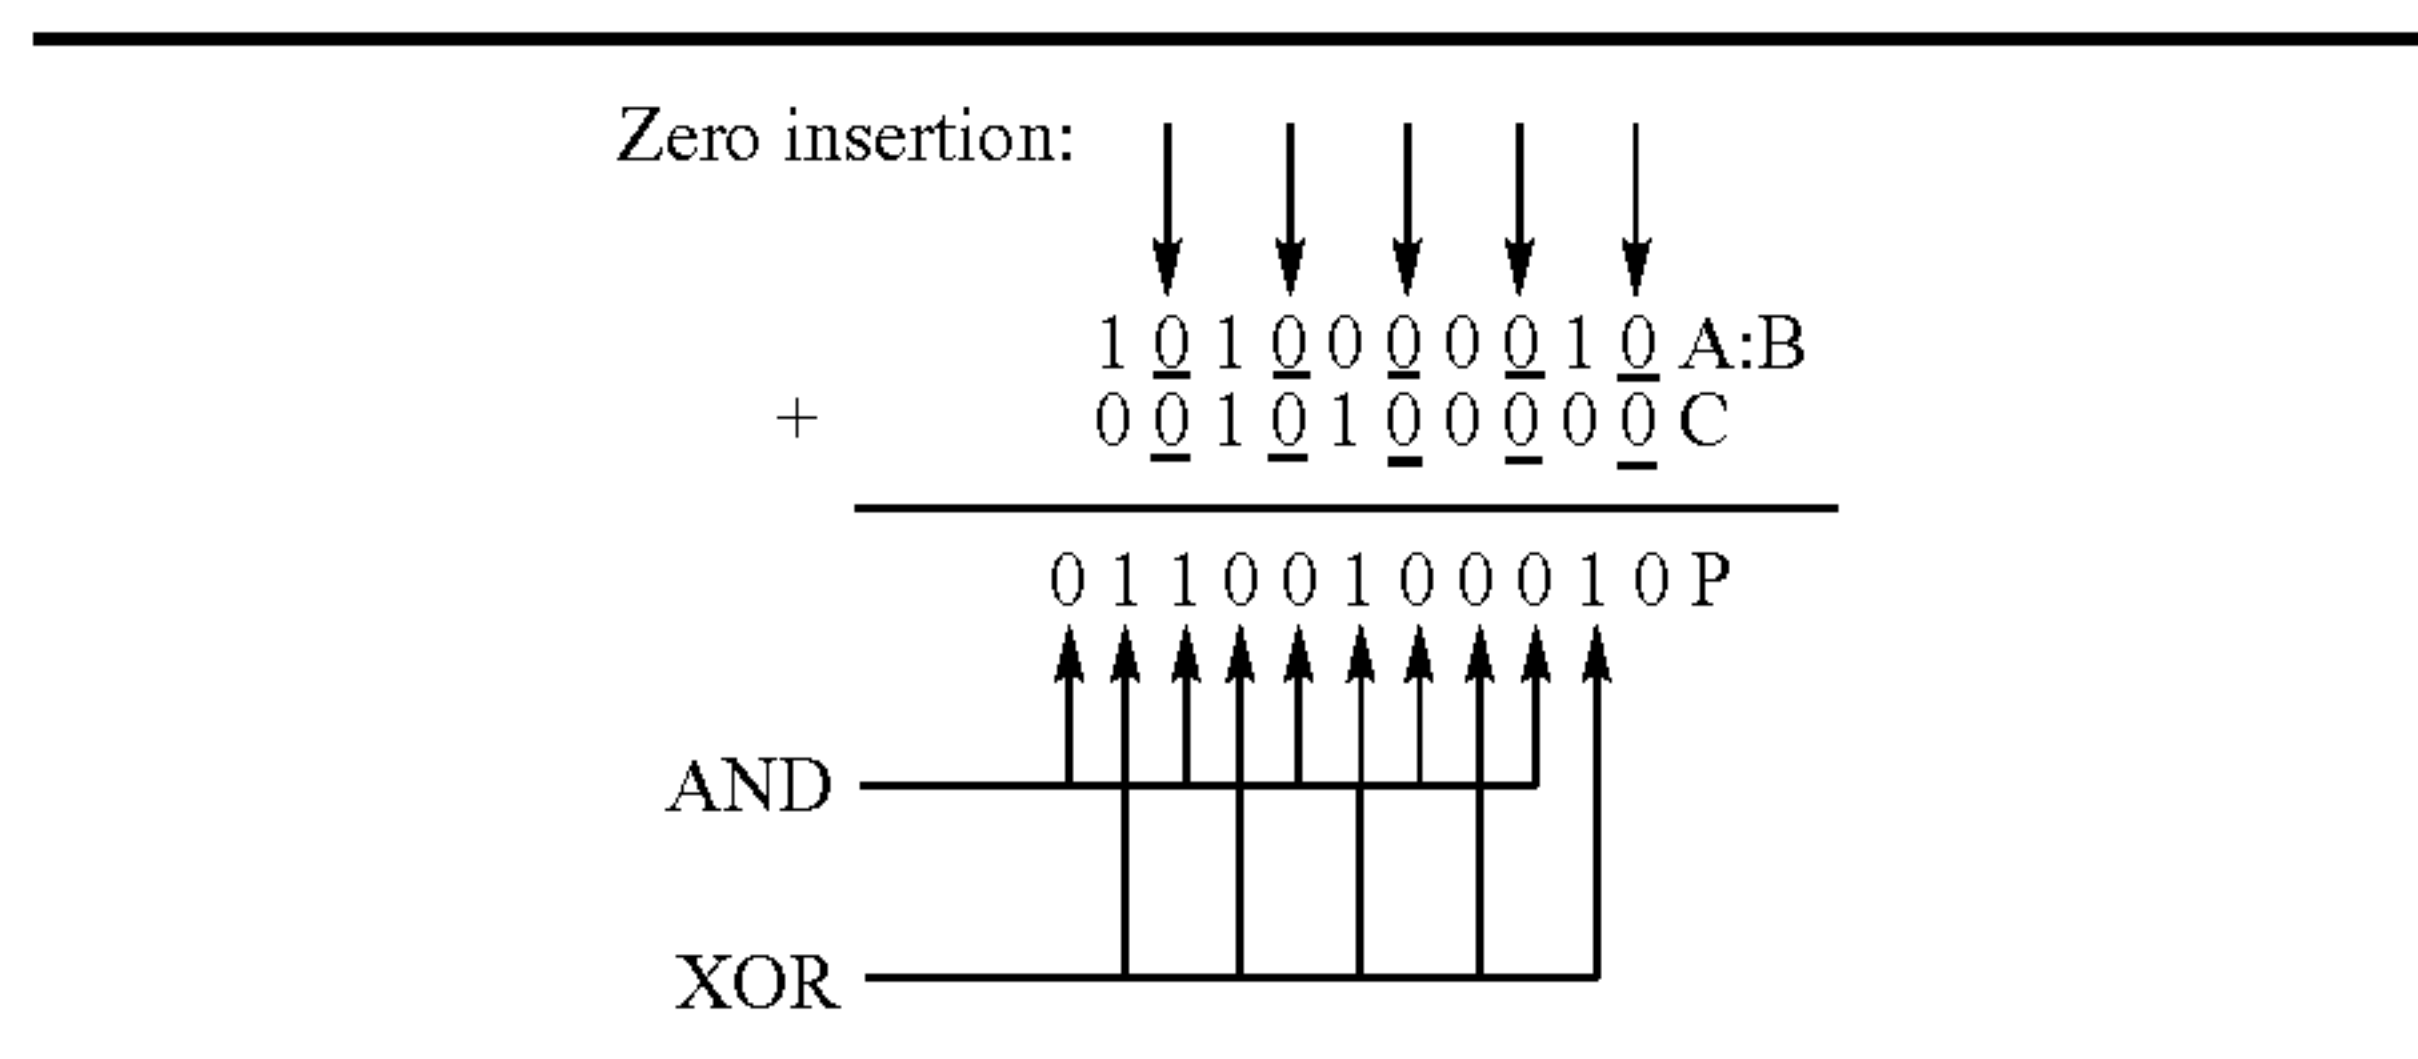 Zero insertion:
1 0 1 0 0 0 0 0 1 0 A:B
+ 0 0 1 0 1 0 0 0 0 0 C
0 1 1 0 0 1 0 0 0 1 0 P
AND
XOR